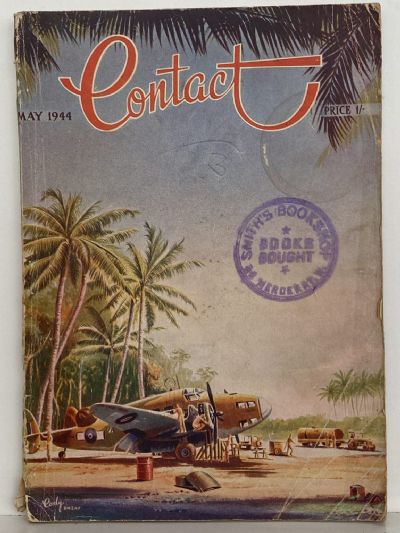 Contact
MAY 1944
PRICE 1/-
SMITH'S BOOKSHOP
BOOKS
BOUGHT